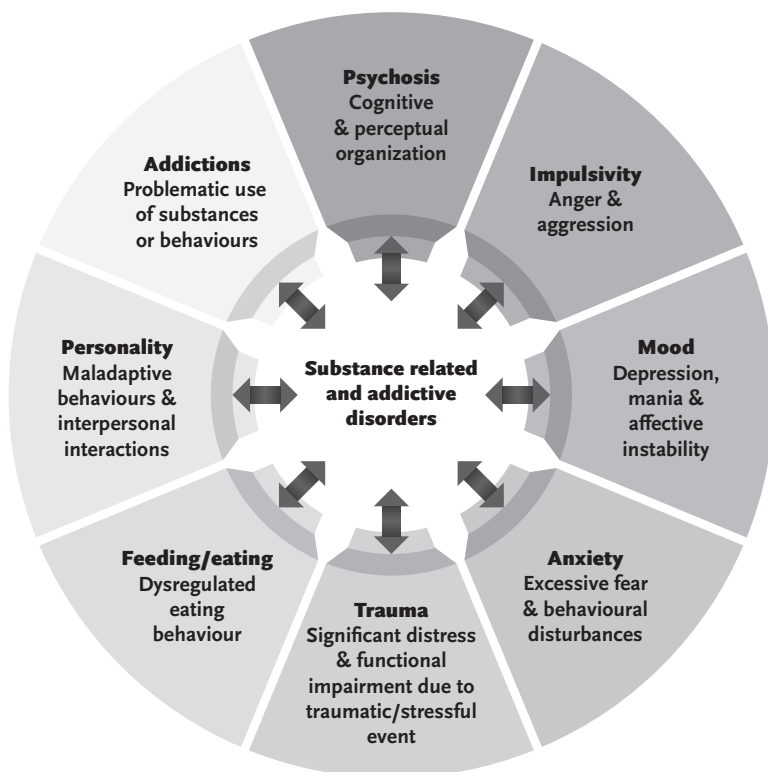 Psychosis
Cognitive
& perceptual
organization
Impulsivity
Anger &
aggression
Mood
Depression,
mania &
affective
instability
Anxiety
Excessive fear
& behavioural
disturbances
Trauma
Significant distress
& functional
impairment due to
traumatic/stressful
event
Feeding/eating
Dysregulated
eating
behaviour
Personality
Maladaptive
behaviours &
interpersonal
interactions
Addictions
Problematic use
of substances
or behaviours
Substance related
and addictive
disorders